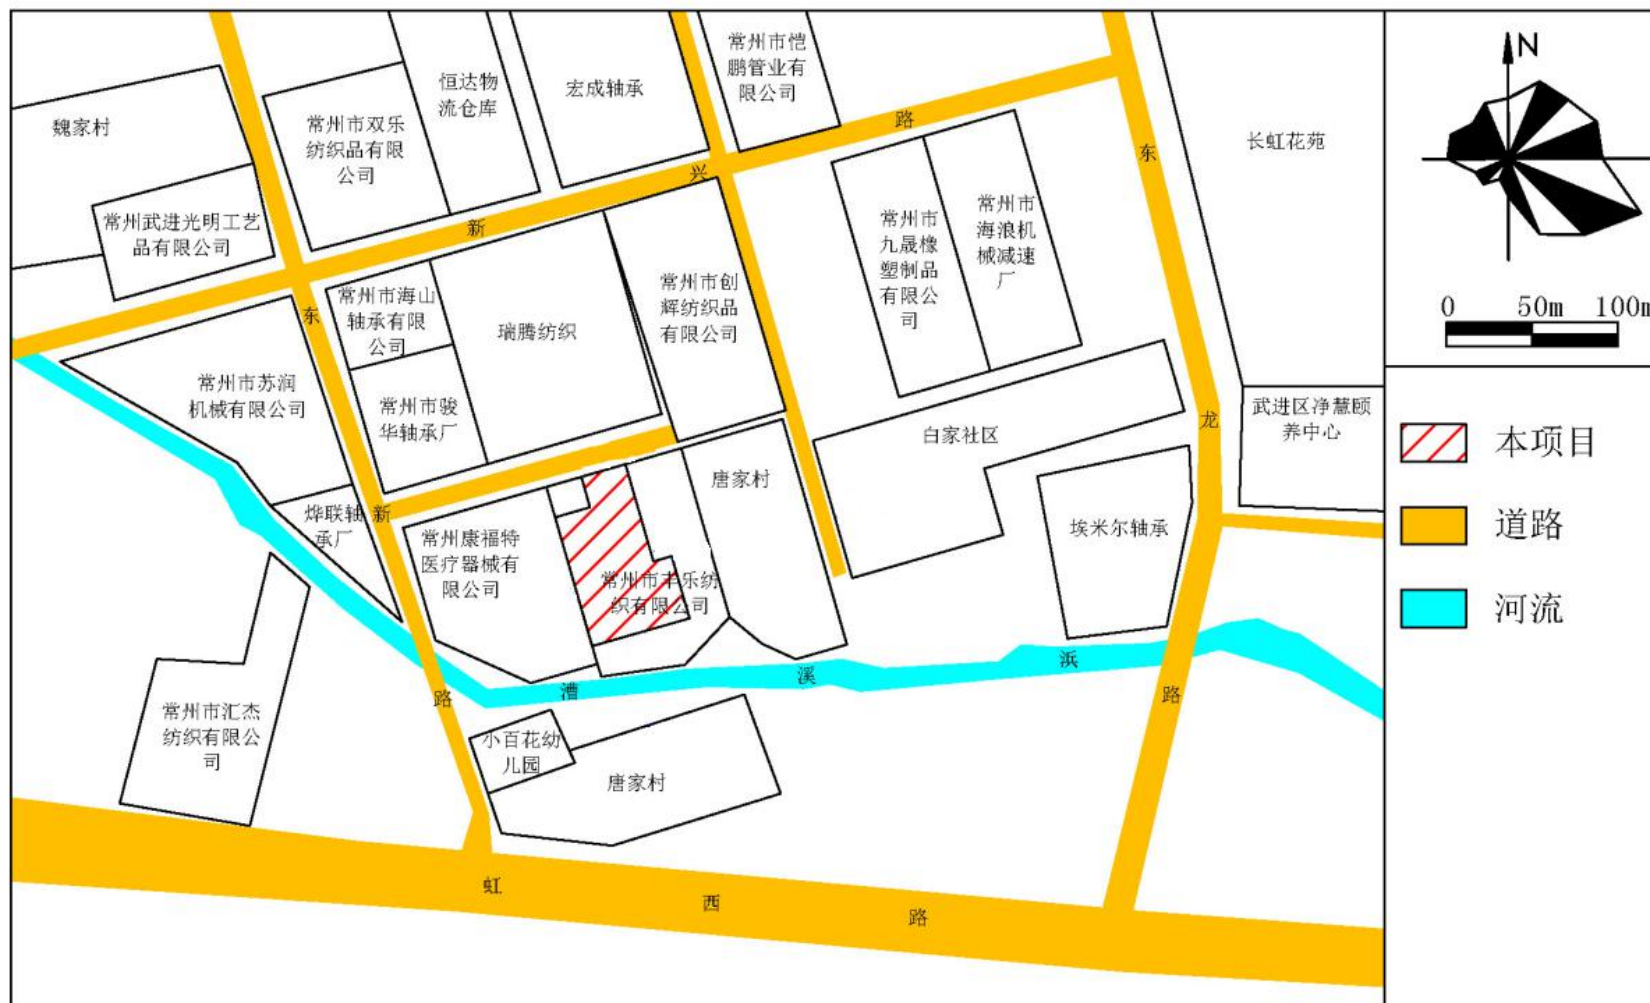 常州市恺
鹏管业有
限公司
恒达物
流仓库
宏成轴承
魏家村
常州市双乐
纺织品有限
公司
路
东
长虹花苑
N
兴
常州武进光明工艺
品有限公司
新
常州市
九晟橡
塑制品
有限公
司
常州市
海浪机
械减速
厂
常州市海山
轴承有限
公司
东
瑞腾纺织
常州市创
辉纺织品
有限公司
0 50m 100m
常州市苏润
机械有限公司
常州市骏
华轴承厂
龙
白家社区
武进区净慧颐
养中心
本项目
唐家村
烨联轴
承厂
新
常州康福特
医疗器械有
限公司
埃米尔轴承
道路
常州市丰乐纺
织有限公司
河流
路
漕
溪
浜
路
常州市汇杰
纺织有限公
司
小百花幼
儿园
唐家村
虹
西
路